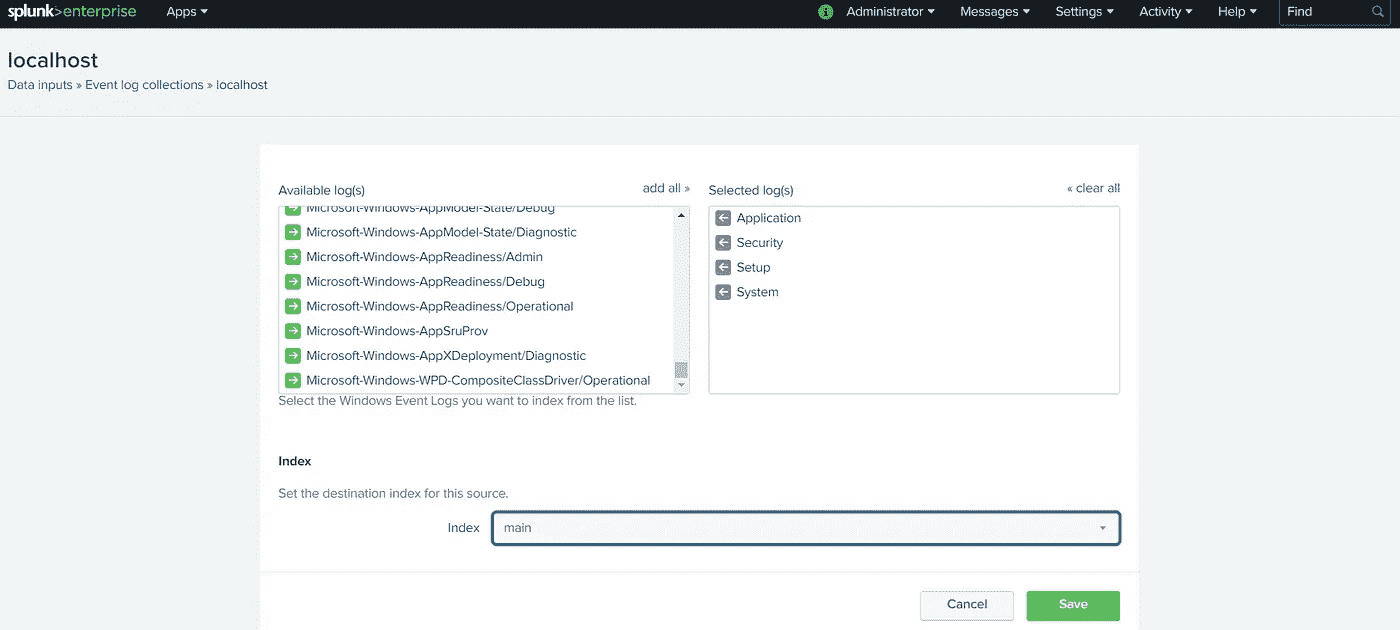 splunk>enterprise Apps Administrator Messages Settings Activity Help Find
localhost
Data inputs » Event log collections » localhost
Available log(s) add all » Selected log(s) « clear all
Microsoft-Windows-AppModel-State/Debug
Microsoft-Windows-AppModel-State/Diagnostic
Microsoft-Windows-AppReadiness/Admin
Microsoft-Windows-AppReadiness/Debug
Microsoft-Windows-AppReadiness/Operational
Microsoft-Windows-AppSruProv
Microsoft-Windows-AppXDeployment/Diagnostic
Microsoft-Windows-WPD-CompositeClassDriver/Operational
Application
Security
Setup
System
Select the Windows Event Logs you want to index from the list.
Index
Set the destination index for this source.
Index main
Cancel Save